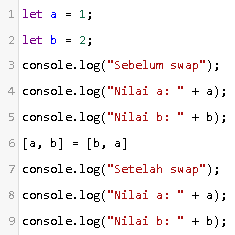 1 let a = 1;
2 let b = 2;
3 console.log("Sebelum swap");
4 console.log("Nilai a: " + a);
5 console.log("Nilai b: " + b);
6 [a, b] = [b, a]
7 console.log("Setelah swap");
8 console.log("Nilai a: " + a);
9 console.log("Nilai b: " + b);